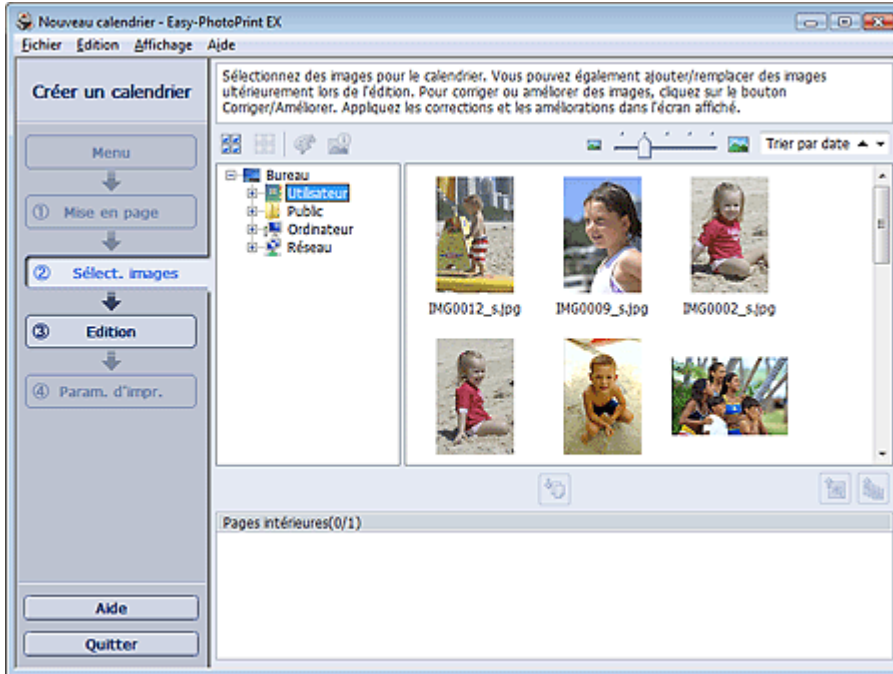 Nouveau calendrier - Easy-PhotoPrint EX
Fichier Edition Affichage Aide
Créer un calendrier
Menu
① Mise en page
② Sélect. images
③ Edition
④ Param. d'impr.
Aide
Quitter
Sélectionnez des images pour le calendrier. Vous pouvez également ajouter/remplacer des images
ultérieurement lors de l'édition. Pour corriger ou améliorer des images, cliquez sur le bouton
Corriger/Améliorer. Appliquez les corrections et les améliorations dans l'écran affiché.
Trier par date
Bureau
Utilisateur
Public
Ordinateur
Réseau
IMG0012_s.jpg IMG0009_s.jpg IMG0002_s.jpg
Pages intérieures(0/1)